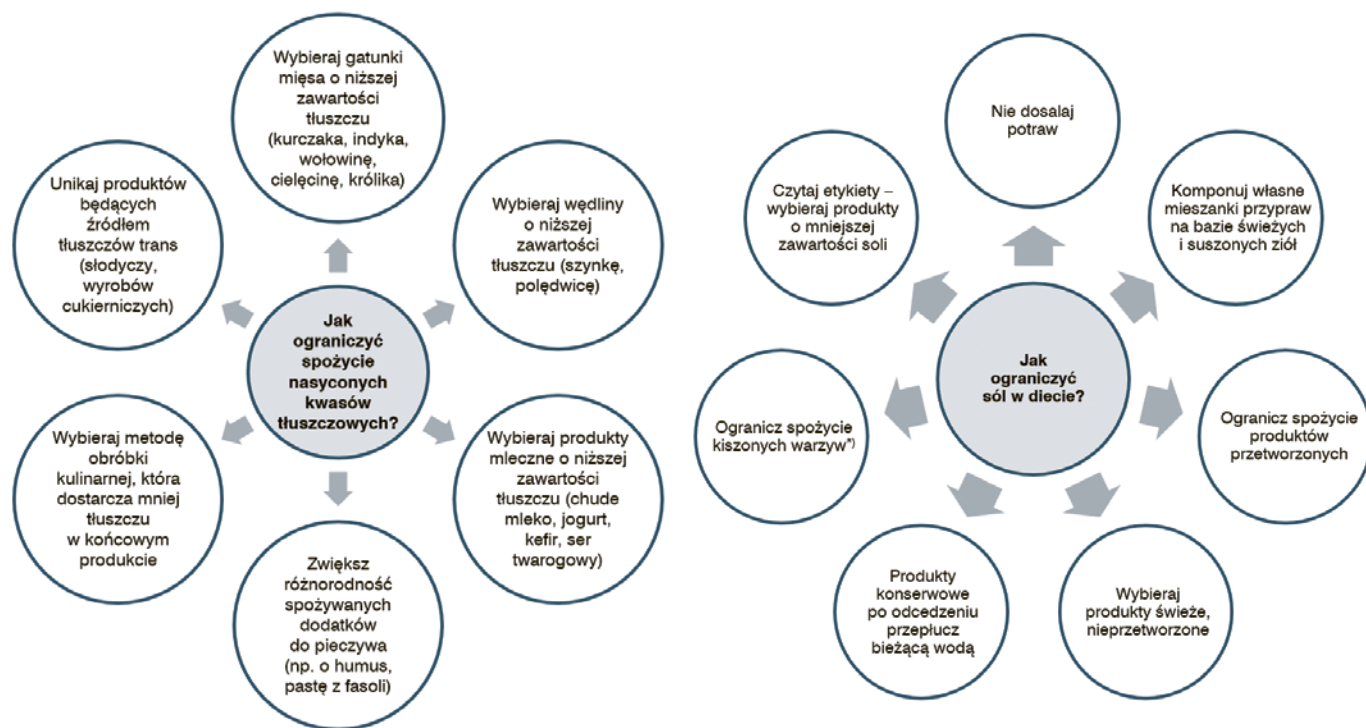 Jak
ograniczyć
spożycie
nasyconych
kwasów
tłuszczowych?
Wybieraj gatunki
mięsa o niższej
zawartości
tłuszczu
(kurczaka, indyka,
wołowinę,
cielęcinę, królika)
Wybieraj wędliny
o niższej
zawartości
tłuszczu (szynkę,
polędwicę)
Wybieraj produkty
mleczne o niższej
zawartości
tłuszczu (chude
mleko, jogurt,
kefir, ser
twarogowy)
Zwiększ
różnorodność
spożywanych
dodatków
do pieczywa
(np. o humus,
pastę z fasoli)
Wybieraj metodę
obróbki
kulinarnej, która
dostarcza mniej
tłuszczu
w końcowym
produkcie
Unikaj produktów
będących
źródłem
tłuszczów trans
(słodyczy,
wyrobów
cukierniczych)
Jak
ograniczyć
sól w diecie?
Nie dosalaj
potraw
Komponuj własne
mieszanki przypraw
na bazie świeżych
i suszonych ziół
Ogranicz spożycie
produktów
przetworzonych
Wybieraj
produkty świeże,
nieprzetworzone
Produkty
konserwowe
po odcedzeniu
przepłucz
bieżącą wodą
Ogranicz spożycie
kiszonych warzyw*)
Czytaj etykiety –
wybieraj produkty
o mniejszej
zawartości soli